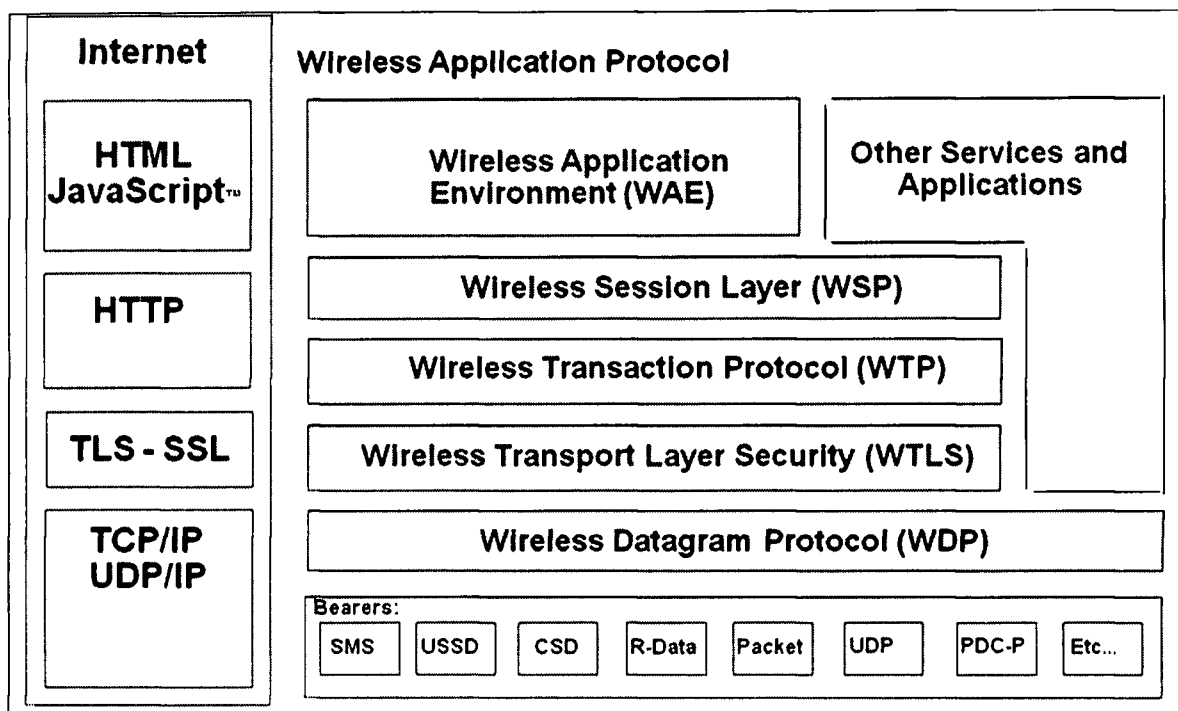 Internet
HTML
JavaScript™
HTTP
TLS - SSL
TCP/IP
UDP/IP
Wireless Application Protocol
Wireless Application
Environment (WAE)
Other Services and
Applications
Wireless Session Layer (WSP)
Wireless Transaction Protocol (WTP)
Wireless Transport Layer Security (WTLS)
Wireless Datagram Protocol (WDP)
Bearers:
SMS
USSD
CSD
R-Data
Packet
UDP
PDC-P
Etc...